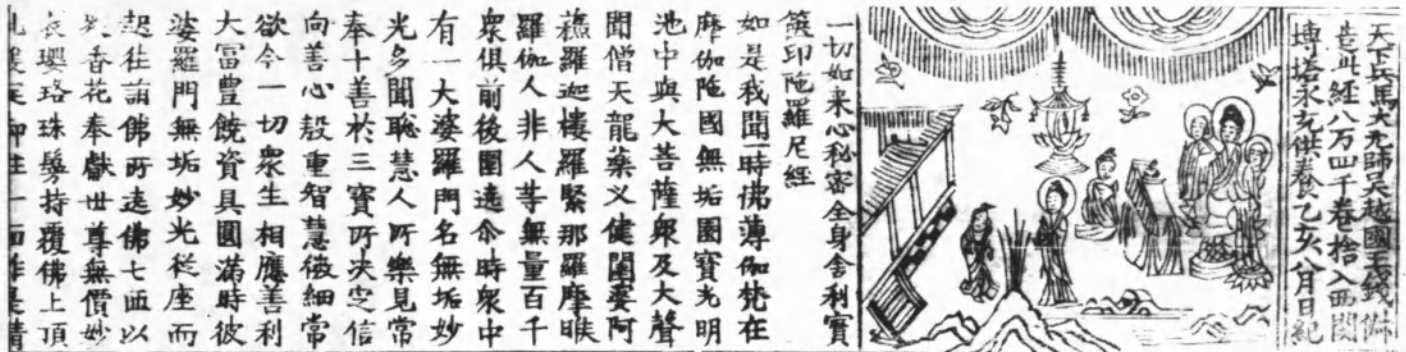 天下兵馬大元帥吳越國王錢俶
造此經八万四千卷捨入西關
塼塔永充供養乙亥八月日紀
一切如来心秘宻全身舍利寳
篋印陁羅尼經
如是我聞一時佛薄伽梵在
摩伽陁國無垢園寳光明
池中與大菩薩衆及大聲
聞僧天龍藥叉健闥婆阿
蘓羅迦樓羅緊那羅摩睺
羅伽人非人等無量百千
衆俱前後圍遶尒時衆中
有一大婆羅門名無垢妙
光多聞聡慧人所樂見常
奉十善於三寳所决定信
向善心殷重智慧微細常
欲令一切衆生相應善利
大富豊饒資具圓滿時彼
婆羅門無垢妙光従座而
起往詣佛所遶佛七匝以
衆香花奉獻世尊無價妙
衣瓔珞珠鬘持覆佛上頂